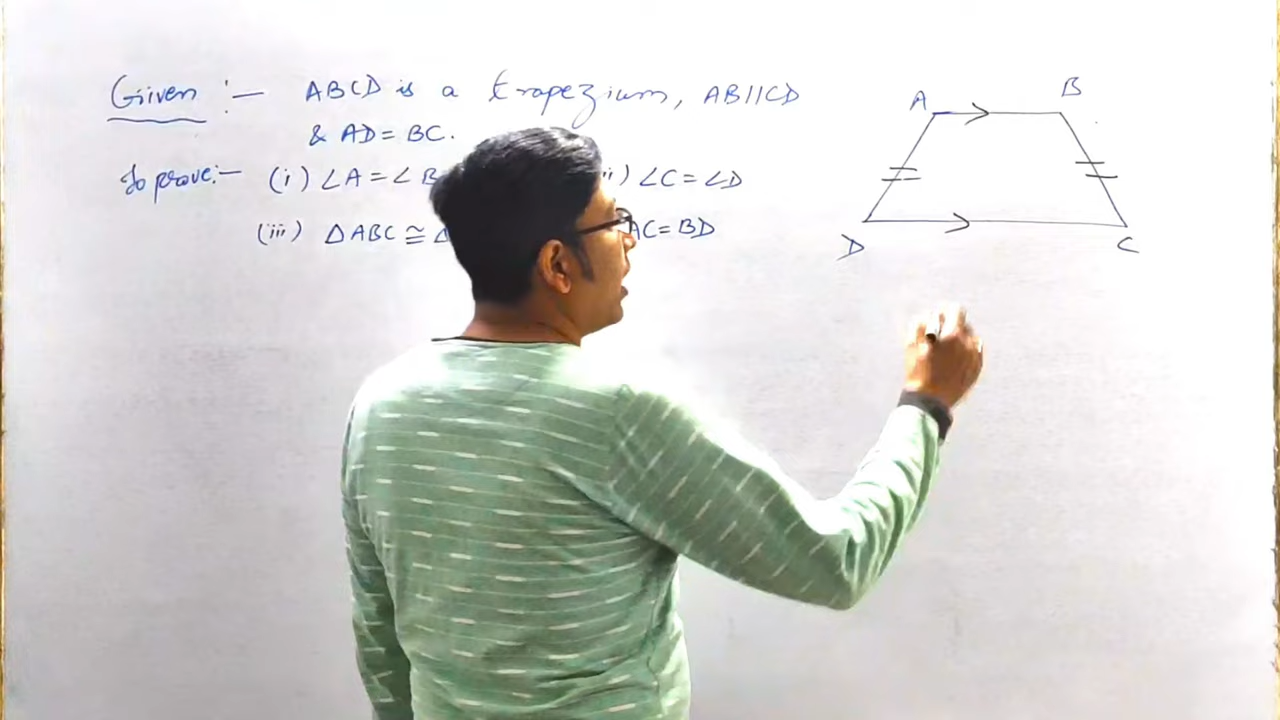 Given :- ABCD is a trapezium, AB||CD
& AD = BC.
To prove:- (i) ∠A = ∠B ii) ∠C = ∠D
(iii) ΔABC ≅ Δ AC = BD
A B
D C